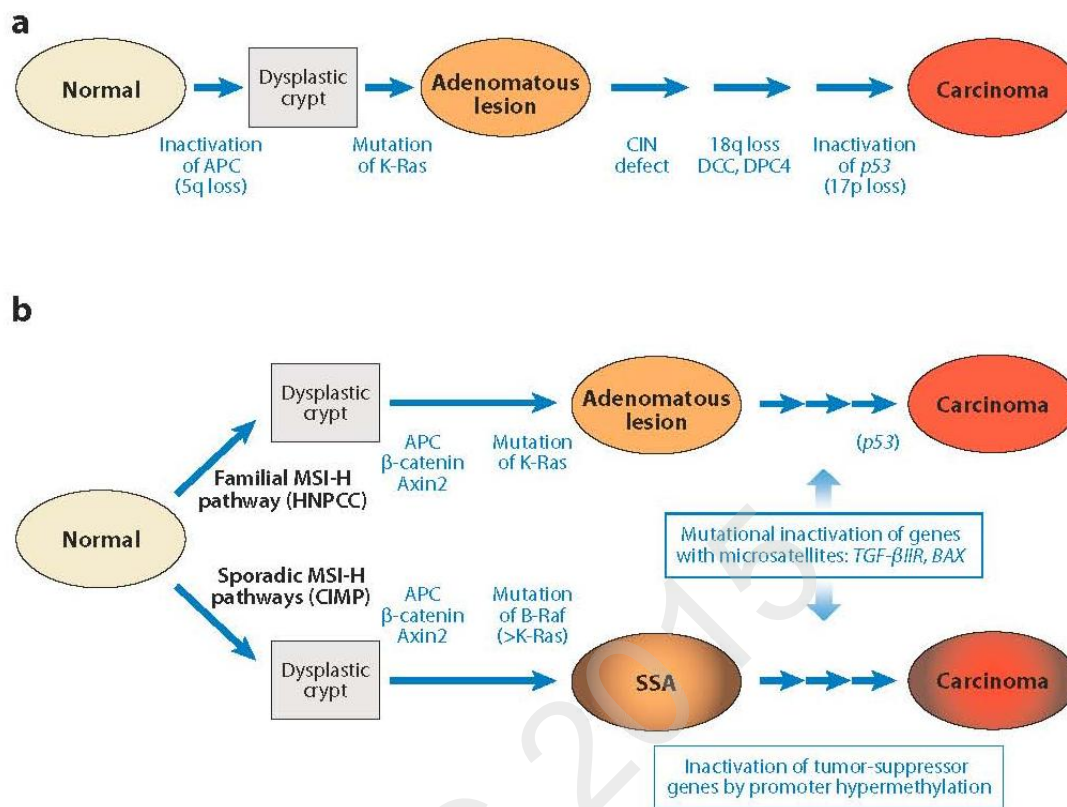 a
Normal
Dysplastic
crypt
Adenomatous
lesion
Carcinoma
Inactivation
of APC
(5q loss)
Mutation
of K-Ras
CIN
defect
18q loss
DCC, DPC4
Inactivation
of p53
(17p loss)
b
Normal
Familial MSI-H
pathway (HNPCC)
Dysplastic
crypt
APC
β-catenin
Axin2
Mutation
of K-Ras
Adenomatous
lesion
(p53)
Carcinoma
Mutational inactivation of genes
with microsatellites: TGF-βIIR, BAX
Sporadic MSI-H
pathways (CIMP)
Dysplastic
crypt
APC
β-catenin
Axin2
Mutation
of B-Raf
(>K-Ras)
SSA
Carcinoma
Inactivation of tumor-suppressor
genes by promoter hypermethylation
2015